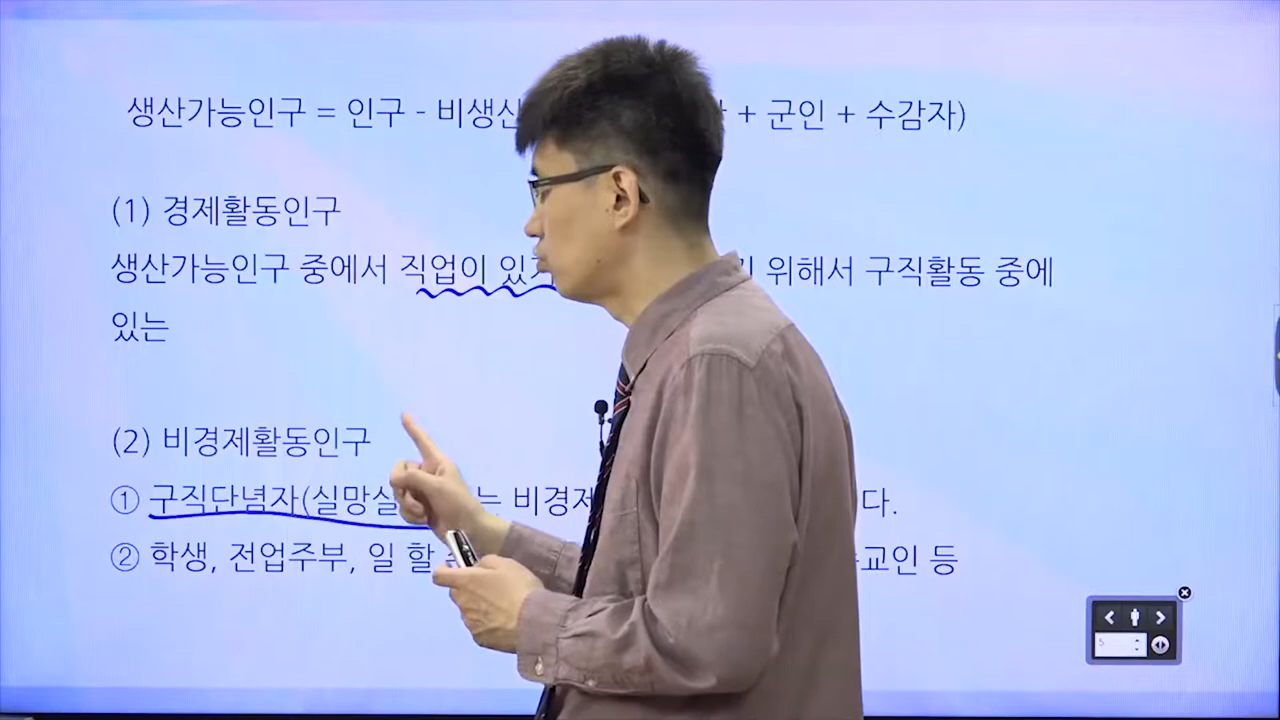 생산가능인구 = 인구 - 비생산 + 군인 + 수감자)
(1) 경제활동인구
생산가능인구 중에서 직업이 있 위해서 구직활동 중에
있는
(2) 비경제활동인구
① 구직단념자(실망실 는 비경제 다.
② 학생, 전업주부, 일 할 교인 등
5